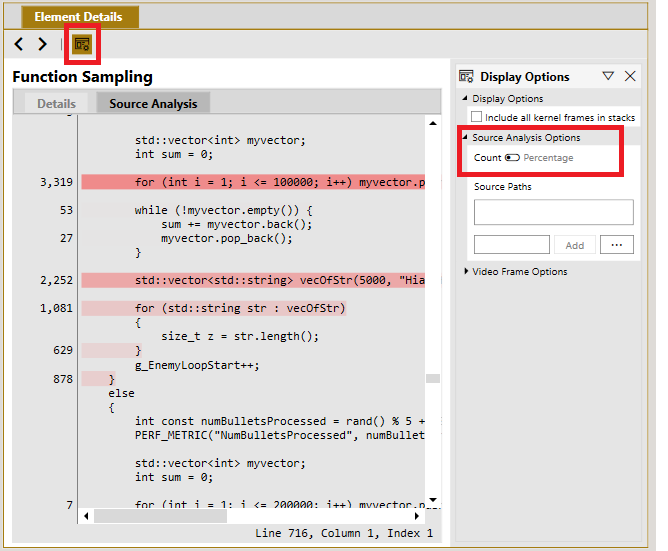 Element Details
Function Sampling
Details
Source Analysis
std::vector<int> myvector;
int sum = 0;
3,319 for (int i = 1; i <= 100000; i++) myvector.p
53 while (!myvector.empty()) {
sum += myvector.back();
27 myvector.pop_back();
}
2,252 std::vector<std::string> vecOfStr(5000, "Hia
1,081 for (std::string str : vecOfStr)
{
size_t z = str.length();
629 }
g_EnemyLoopStart++;
878 }
else
{
int const numBulletsProcessed = rand() % 5 +
PERF_METRIC("NumBulletsProcessed", numBullet
std::vector<int> myvector;
int sum = 0;
7 for (int i = 1; i <= 200000; i++) myvector.pu
Line 716, Column 1, Index 1
Display Options
Display Options
Include all kernel frames in stacks
Source Analysis Options
Count Percentage
Source Paths
Add ...
Video Frame Options